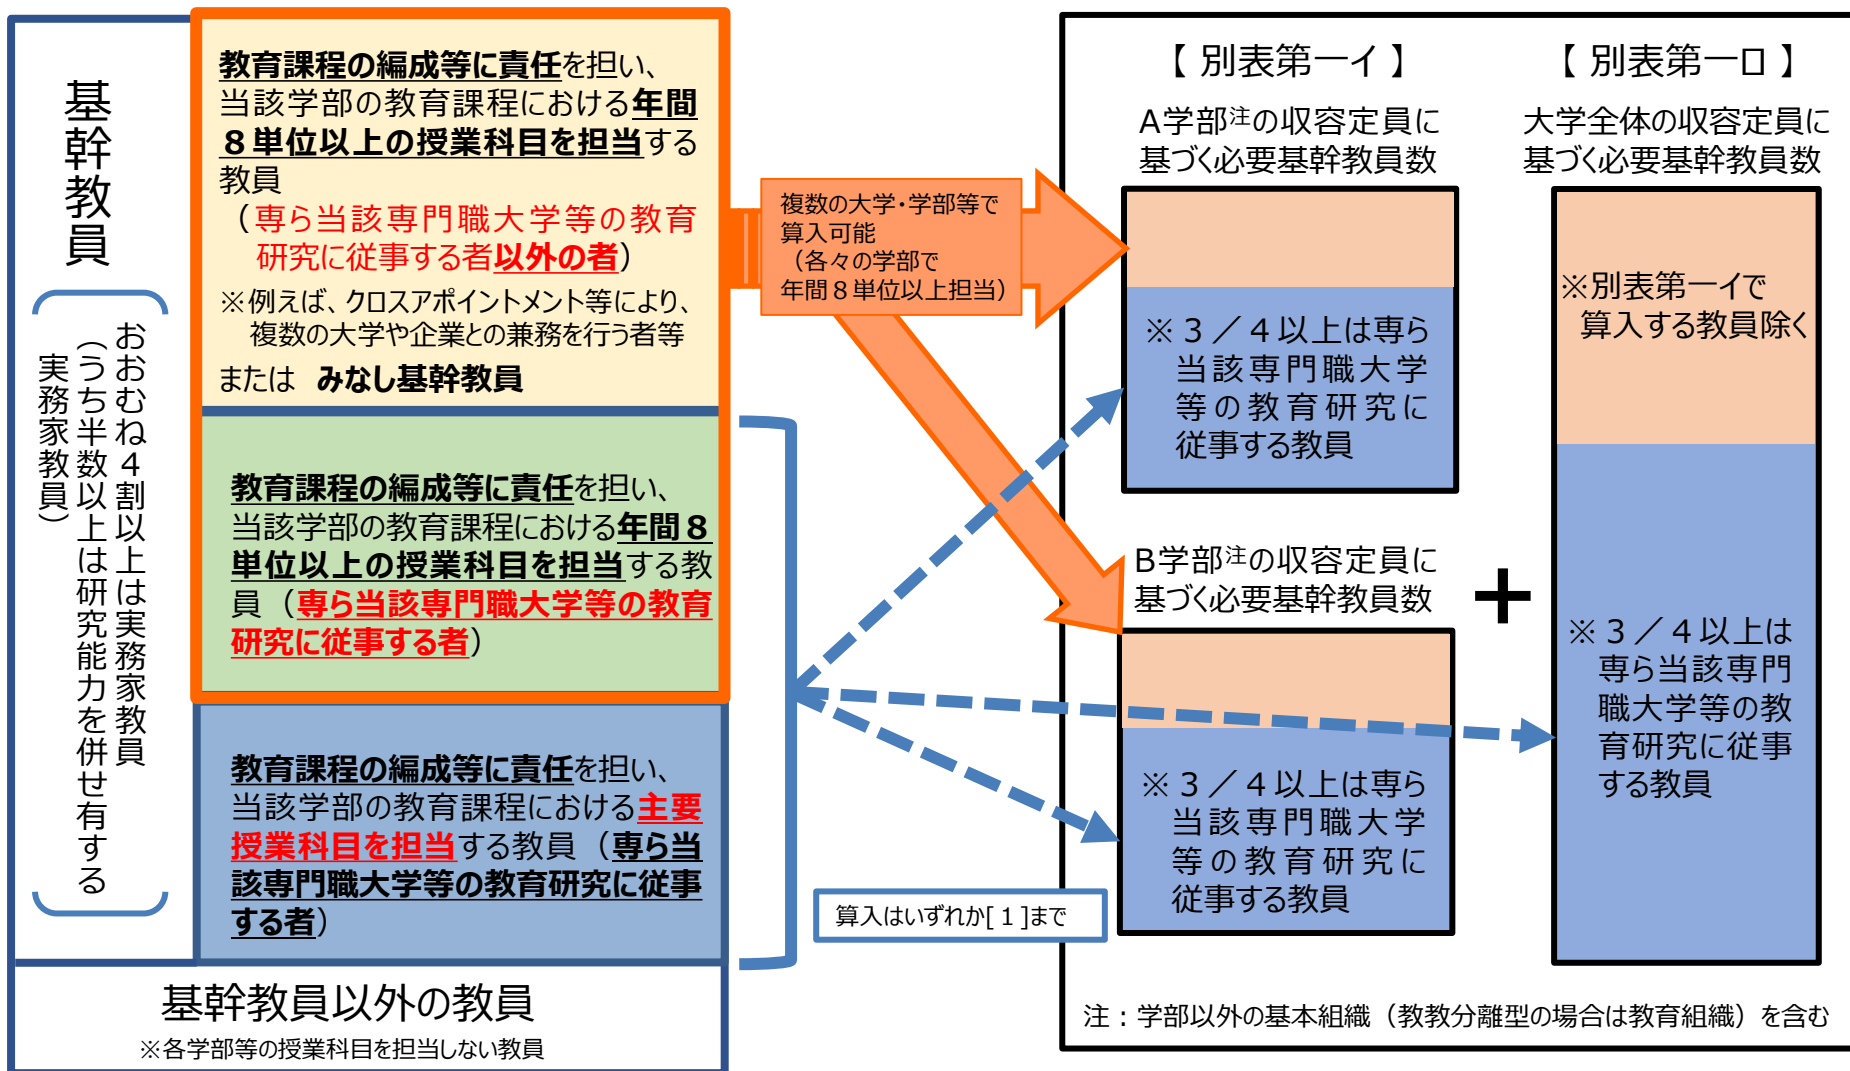 基幹教員
おおむね４割以上は実務家教員
（うち半数以上は研究能力を併せ有する
実務家教員）
教育課程の編成等に責任を担い、
当該学部の教育課程における年間
８単位以上の授業科目を担当する
教員
（専ら当該専門職大学等の教育
研究に従事する者以外の者）
※例えば、クロスアポイントメント等により、
複数の大学や企業との兼務を行う者等
または みなし基幹教員
教育課程の編成等に責任を担い、
当該学部の教育課程における年間８
単位以上の授業科目を担当する教
員（専ら当該専門職大学等の教育
研究に従事する者）
教育課程の編成等に責任を担い、
当該学部の教育課程における主要
授業科目を担当する教員（専ら当
該専門職大学等の教育研究に従事
する者）
基幹教員以外の教員
※各学部等の授業科目を担当しない教員
複数の大学・学部等で
算入可能
（各々の学部で
年間８単位以上担当）
算入はいずれか[１]まで
【 別表第一イ 】
A学部注の収容定員に
基づく必要基幹教員数
※３／４以上は専ら
当該専門職大学
等の教育研究に
従事する教員
B学部注の収容定員に
基づく必要基幹教員数
※３／４以上は専ら
当該専門職大学
等の教育研究に
従事する教員
＋
【 別表第一ロ 】
大学全体の収容定員に
基づく必要基幹教員数
※別表第一イで
算入する教員除く
※３／４以上は
専ら当該専門
職大学等の教
育研究に従事
する教員
注：学部以外の基本組織（教教分離型の場合は教育組織）を含む